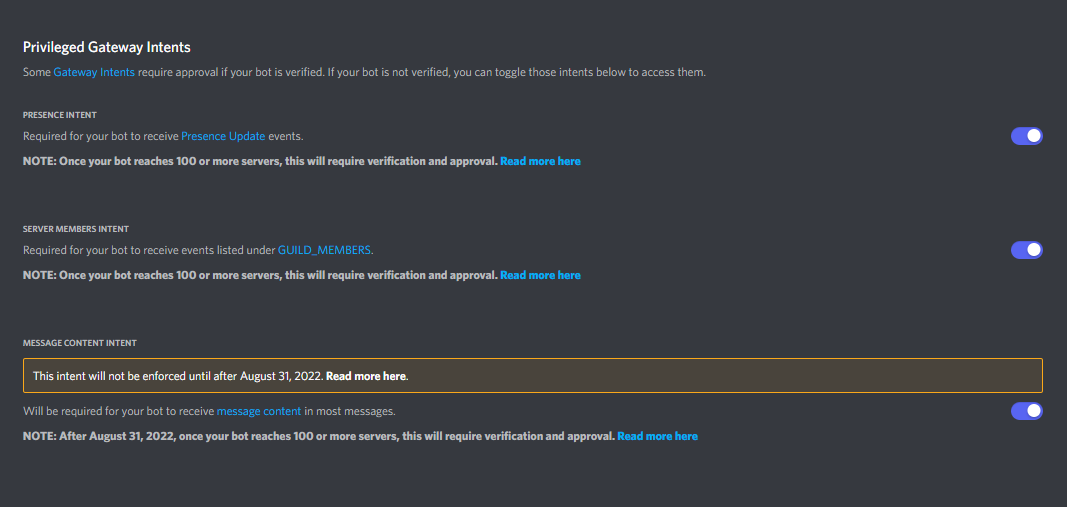 Privileged Gateway Intents
Some Gateway Intents require approval if your bot is verified. If your bot is not verified, you can toggle those intents below to access them.
PRESENCE INTENT
Required for your bot to receive Presence Update events.
NOTE: Once your bot reaches 100 or more servers, this will require verification and approval. Read more here
SERVER MEMBERS INTENT
Required for your bot to receive events listed under GUILD_MEMBERS.
NOTE: Once your bot reaches 100 or more servers, this will require verification and approval. Read more here
MESSAGE CONTENT INTENT
This intent will not be enforced until after August 31, 2022. Read more here.
Will be required for your bot to receive message content in most messages.
NOTE: After August 31, 2022, once your bot reaches 100 or more servers, this will require verification and approval. Read more here